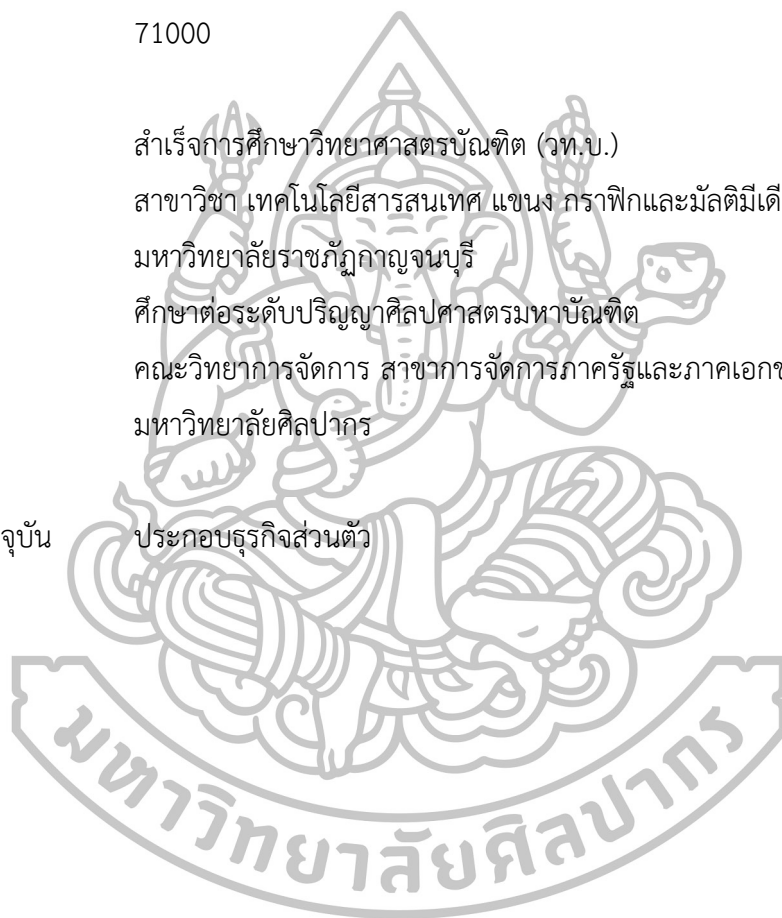 71000
สำเร็จการศึกษาวิทยาศาสตรบัณฑิต (วท.บ.)
สาขาวิชา เทคโนโลยีสารสนเทศ แขนง กราฟิกและมัลติมีเดี
มหาวิทยาลัยราชภัฏกาญจนบุรี
ศึกษาต่อระดับปริญญาศิลปศาสตรมหาบัณฑิต
คณะวิทยาการจัดการ สาขาการจัดการภาครัฐและภาคเอกช
มหาวิทยาลัยศิลปากร
จุบัน ประกอบธุรกิจส่วนตัว
มหาวิทยาลัยศิลปากร